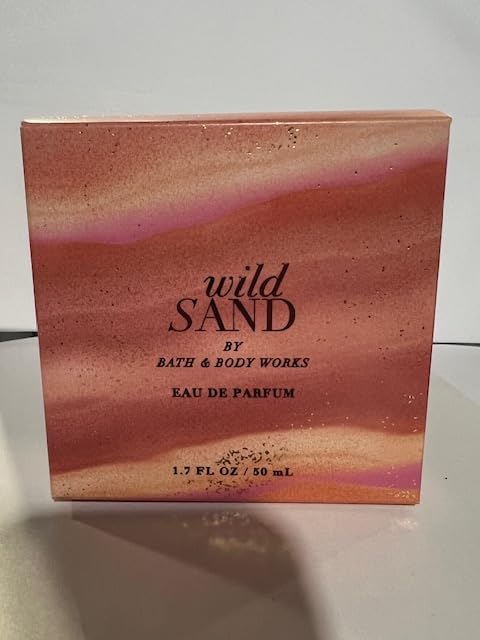 wild
SAND
BY
BATH & BODY WORKS
EAU DE PARFUM
1.7 FL OZ / 50 mL